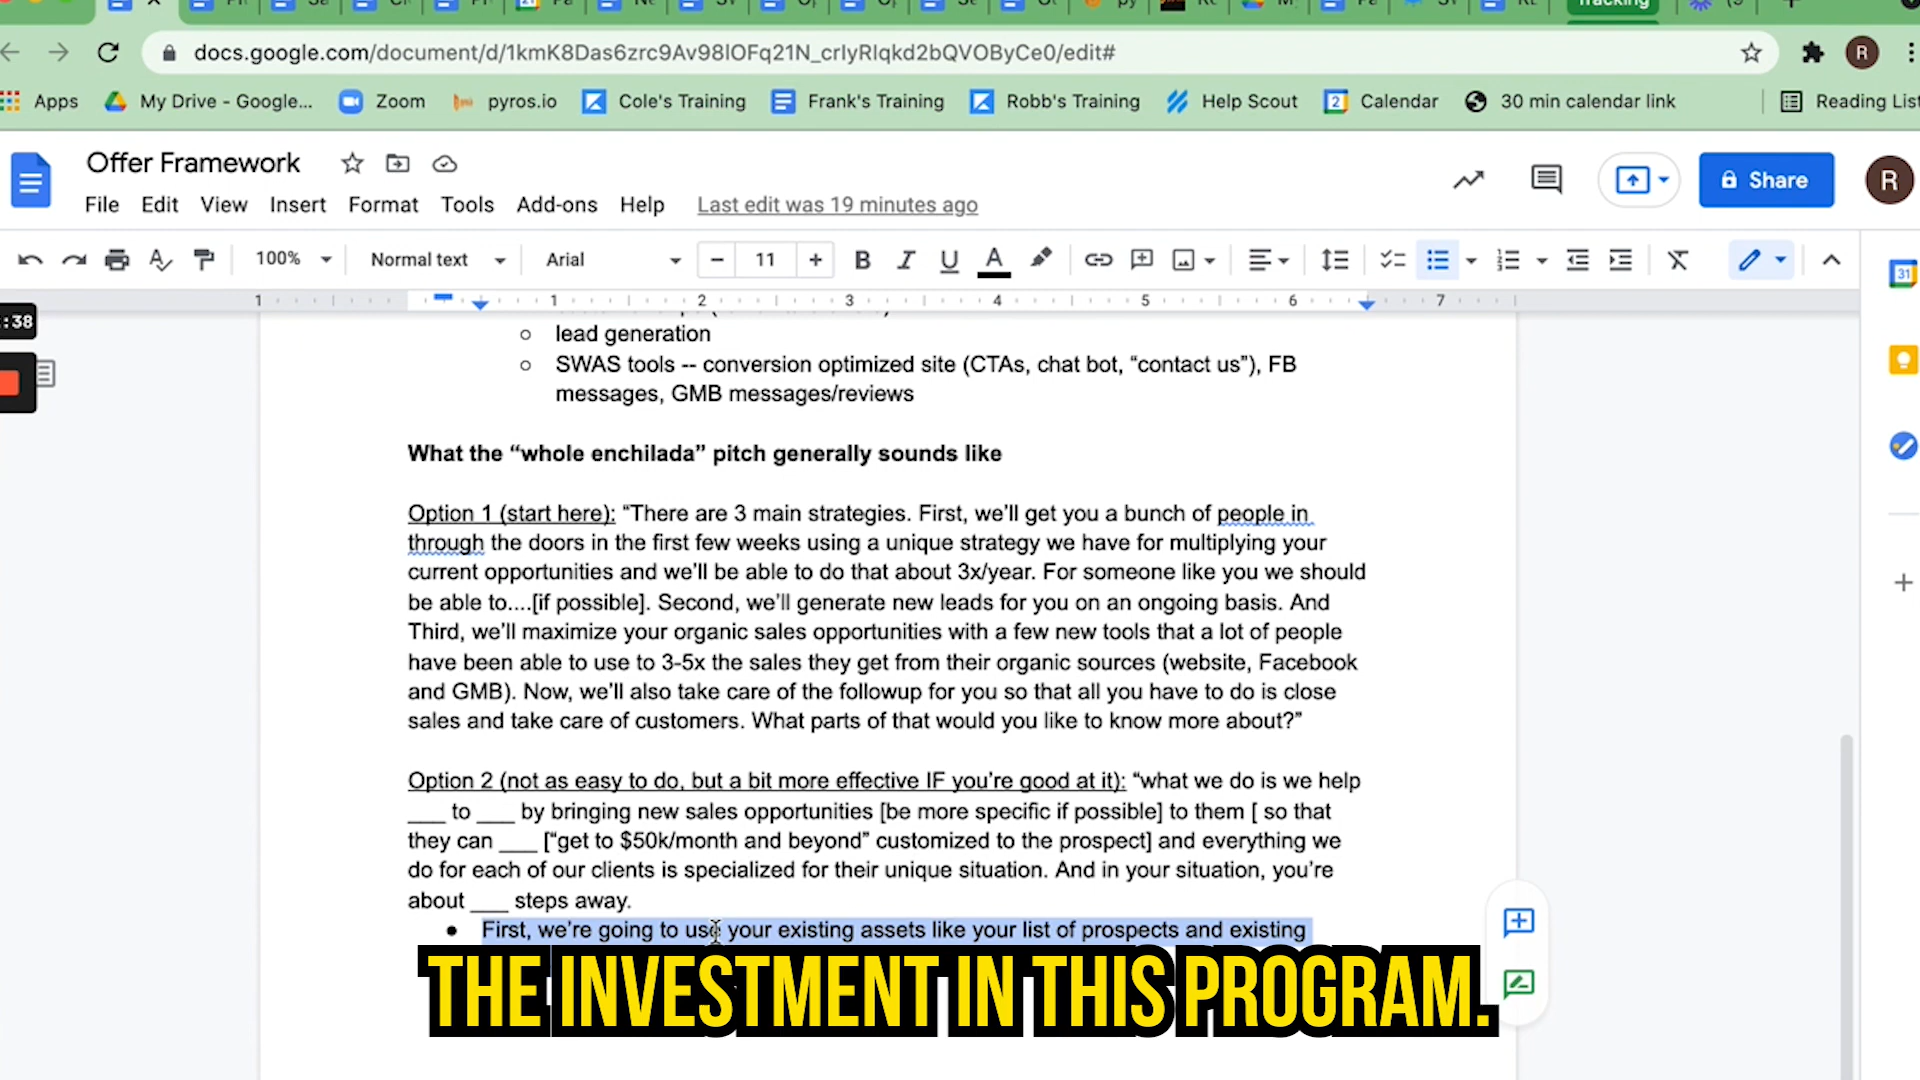 Tracking
docs.google.com/document/d/1kmK8Das6zrc9Av98lOFq21N_crIyRlqkd2bQVOByCe0/edit#
R
Apps My Drive - Google... Zoom pyros.io Cole's Training Frank's Training Robb's Training Help Scout 2 Calendar 30 min calendar link Reading List
Offer Framework
Share
R
File Edit View Insert Format Tools Add-ons Help Last edit was 19 minutes ago
100% Normal text Arial − 11 + B I U A
31
1 1 2 3 4 5 6 7
:38
lead generation
SWAS tools -- conversion optimized site (CTAs, chat bot, “contact us”), FB
messages, GMB messages/reviews
What the “whole enchilada” pitch generally sounds like
Option 1 (start here): “There are 3 main strategies. First, we’ll get you a bunch of people in
through the doors in the first few weeks using a unique strategy we have for multiplying your
current opportunities and we’ll be able to do that about 3x/year. For someone like you we should
be able to....[if possible]. Second, we’ll generate new leads for you on an ongoing basis. And
Third, we’ll maximize your organic sales opportunities with a few new tools that a lot of people
have been able to use to 3-5x the sales they get from their organic sources (website, Facebook
and GMB). Now, we’ll also take care of the followup for you so that all you have to do is close
sales and take care of customers. What parts of that would you like to know more about?”
Option 2 (not as easy to do, but a bit more effective IF you’re good at it): “what we do is we help
___ to ___ by bringing new sales opportunities [be more specific if possible] to them [ so that
they can ___ [“get to $50k/month and beyond” customized to the prospect] and everything we
do for each of our clients is specialized for their unique situation. And in your situation, you’re
about ___ steps away.
● First, we’re going to use your existing assets like your list of prospects and existing
THE INVESTMENT IN THIS PROGRAM.